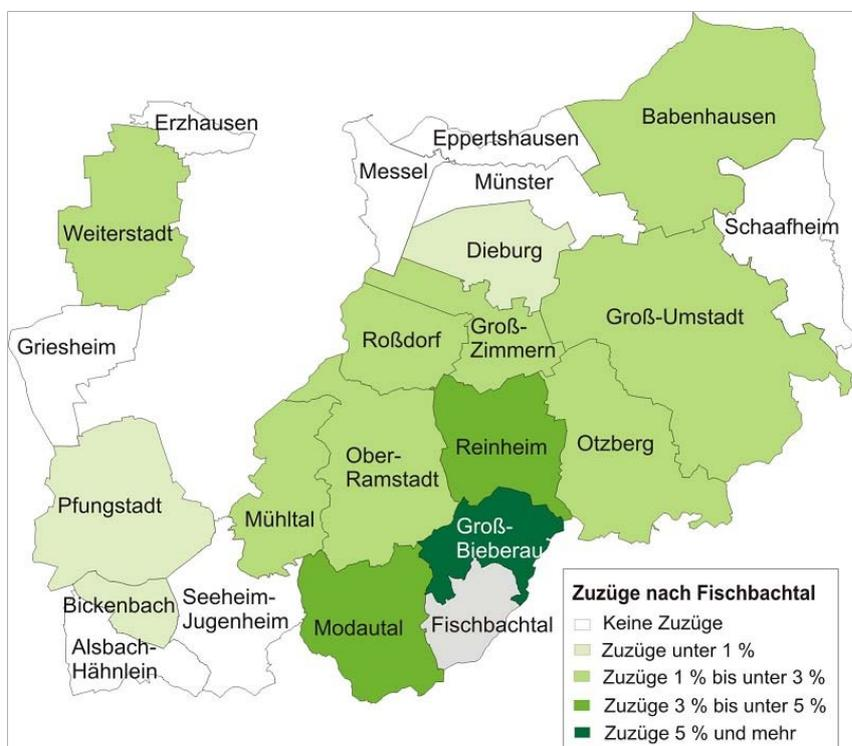 Erzhausen
Babenhausen
Eppertshausen
Messel
Münster
Weiterstadt
Schaafheim
Dieburg
Groß-Umstadt
Griesheim
Roßdorf
Groß-
Zimmern
Reinheim
Otzberg
Ober-
Ramstadt
Pfungstadt
Mühltal
Groß-
Bieberau
Bickenbach
Seeheim-
Jugenheim
Alsbach-
Hähnlein
Modautal
Fischbachtal
Zuzüge nach Fischbachtal
Keine Zuzüge
Zuzüge unter 1 %
Zuzüge 1 % bis unter 3 %
Zuzüge 3 % bis unter 5 %
Zuzüge 5 % und mehr